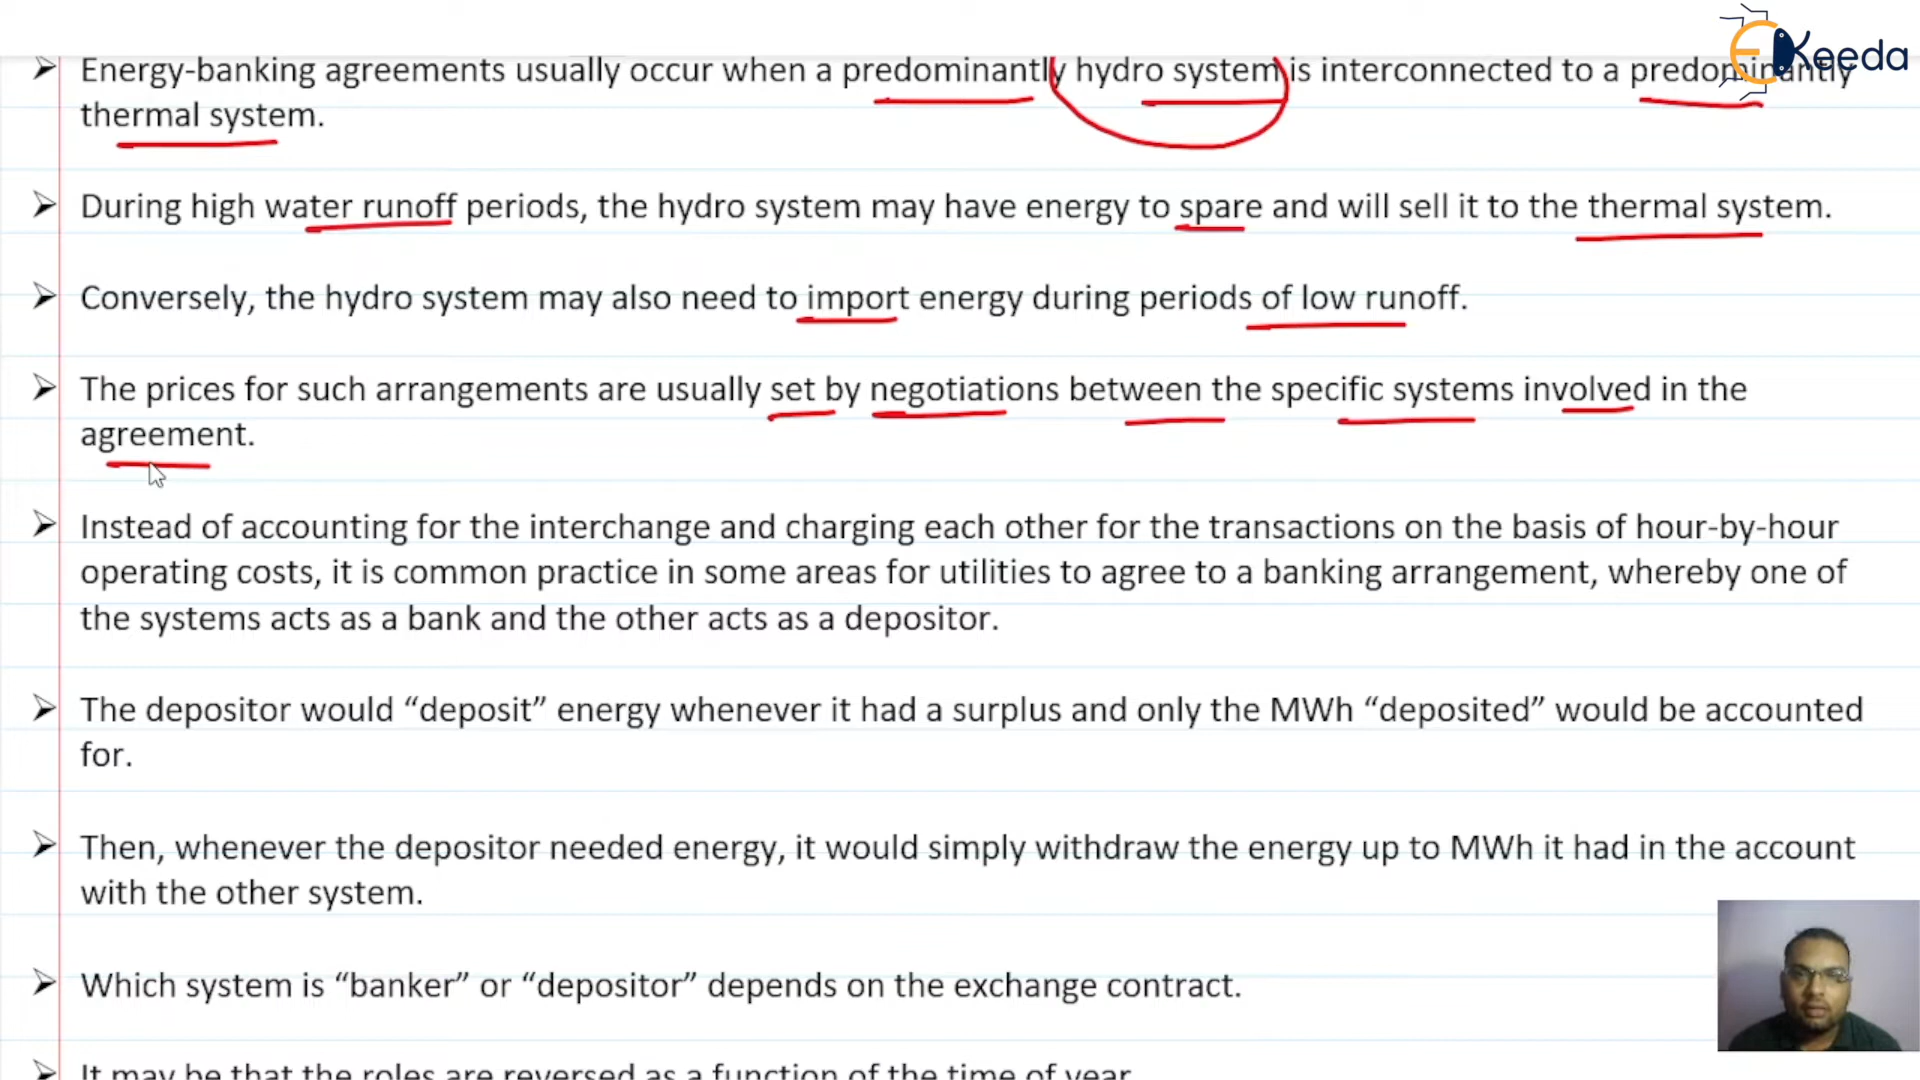 Keeda
Energy-banking agreements usually occur when a predominantly hydro system is interconnected to a predominantly
thermal system.
During high water runoff periods, the hydro system may have energy to spare and will sell it to the thermal system.
Conversely, the hydro system may also need to import energy during periods of low runoff.
The prices for such arrangements are usually set by negotiations between the specific systems involved in the
agreement.
Instead of accounting for the interchange and charging each other for the transactions on the basis of hour-by-hour
operating costs, it is common practice in some areas for utilities to agree to a banking arrangement, whereby one of
the systems acts as a bank and the other acts as a depositor.
The depositor would “deposit” energy whenever it had a surplus and only the MWh “deposited” would be accounted
for.
Then, whenever the depositor needed energy, it would simply withdraw the energy up to MWh it had in the account
with the other system.
Which system is “banker” or “depositor” depends on the exchange contract.
It may be that the roles are reversed as a function of the time of year.